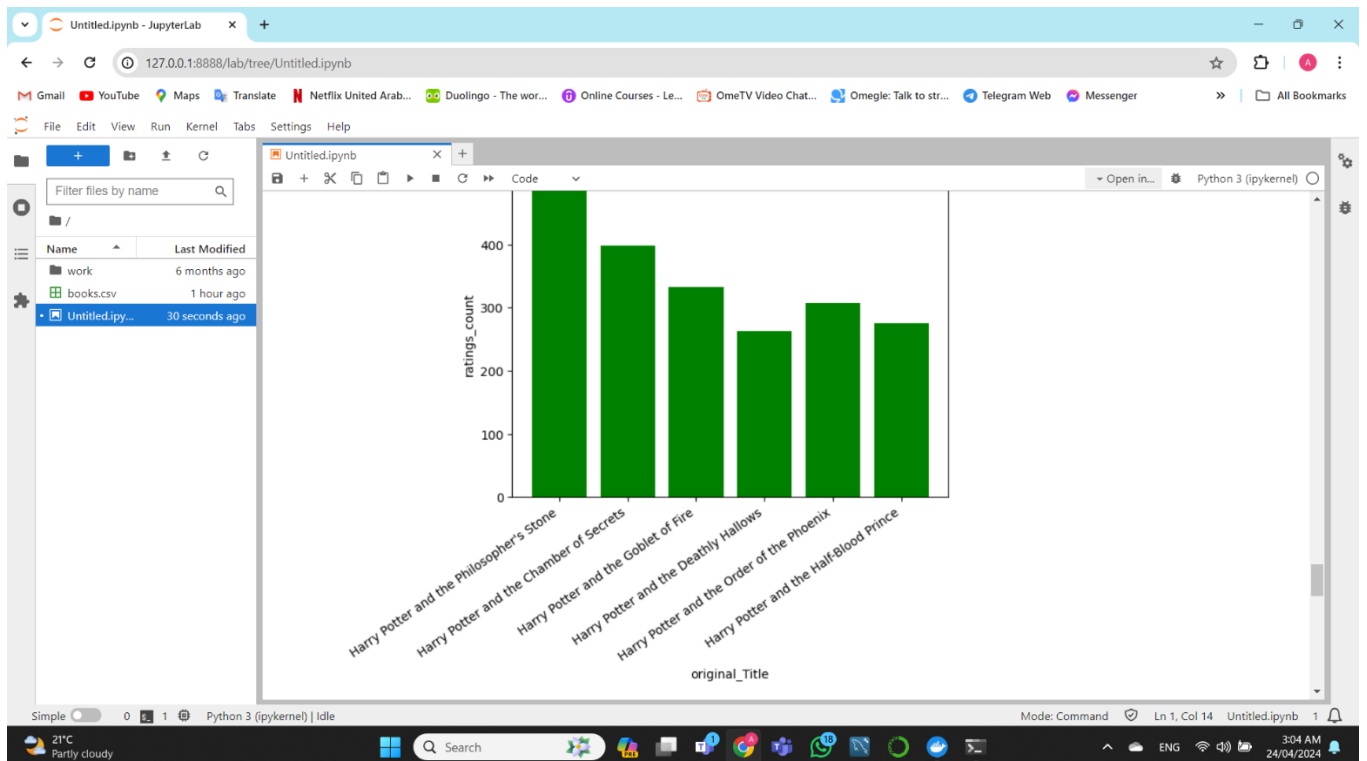 Untitled.ipynb - JupyterLab
127.0.0.1:8888/lab/tree/Untitled.ipynb
Gmail YouTube Maps Translate Netflix United Arab... Duolingo - The wor... Online Courses - Le... OmeTV Video Chat... Omegle: Talk to str... Telegram Web Messenger » All Bookmarks
File Edit View Run Kernel Tabs Settings Help
Untitled.ipynb
Code Open in... Python 3 (ipykernel)
Filter files by name
/
Name Last Modified
work 6 months ago
books.csv 1 hour ago
Untitled.ipy... 30 seconds ago
400
300
200
100
0
ratings_count
Harry Potter and the Philosopher's Stone
Harry Potter and the Chamber of Secrets
Harry Potter and the Goblet of Fire
Harry Potter and the Deathly Hallows
Harry Potter and the Order of the Phoenix
Harry Potter and the Half-Blood Prince
original_Title
Simple 0 1 Python 3 (ipykernel) | Idle Mode: Command Ln 1, Col 14 Untitled.ipynb 1
21°C
Partly cloudy
Search
PRE
1
18
ENG
3:04 AM
24/04/2024